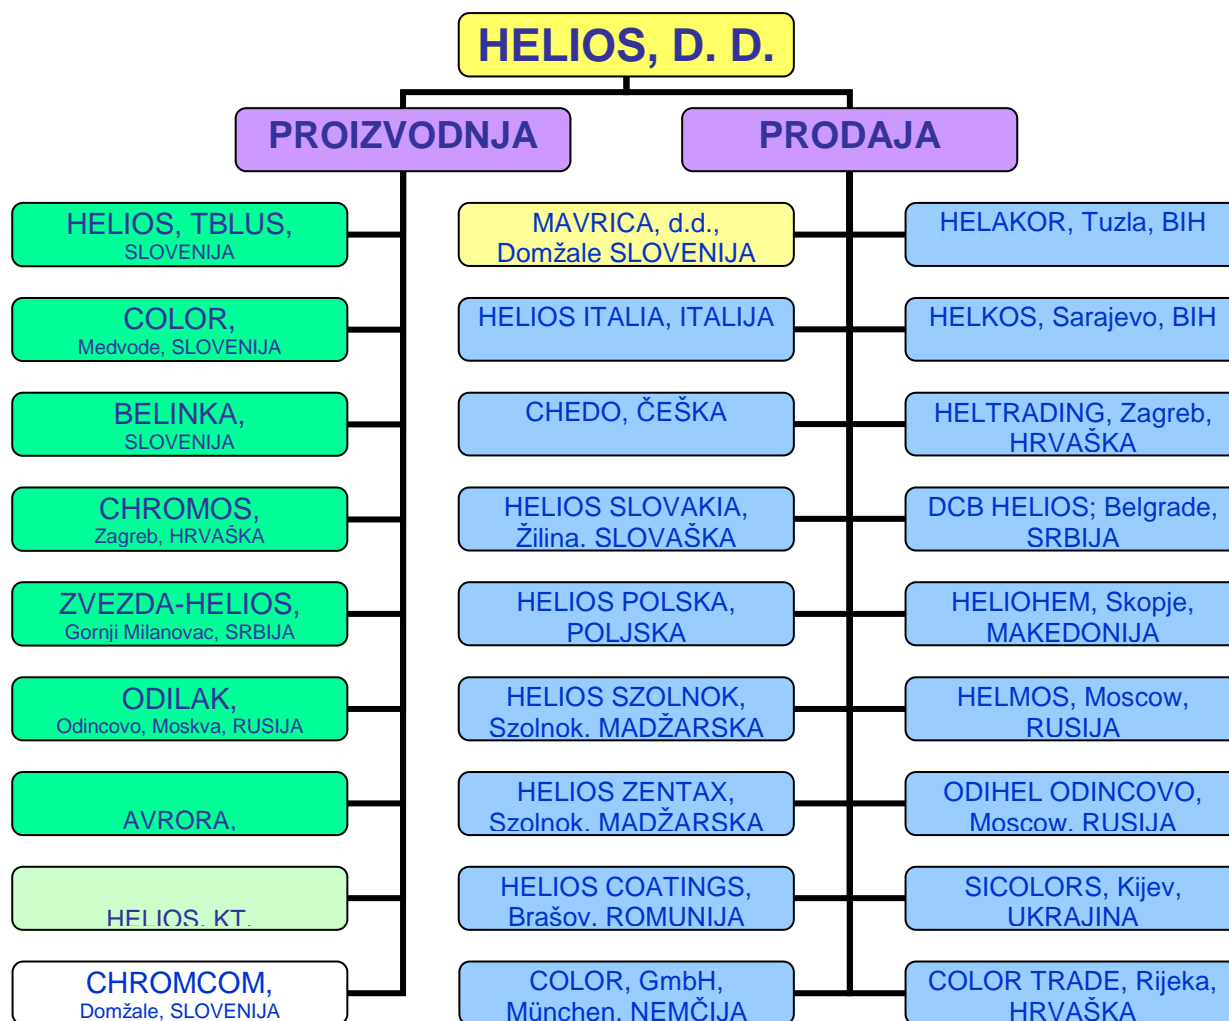 HELIOS, D. D.
PROIZVODNJA
PRODAJA
HELIOS, TBLUS,
SLOVENIJA
COLOR,
Medvode, SLOVENIJA
BELINKA,
SLOVENIJA
CHROMOS,
Zagreb, HRVAŠKA
ZVEZDA-HELIOS,
Gornji Milanovac, SRBIJA
ODILAK,
Odincovo, Moskva, RUSIJA
AVRORA,
HELIOS, KT,
CHROMCOM,
Domžale, SLOVENIJA
MAVRICA, d.d.,
Domžale SLOVENIJA
HELIOS ITALIA, ITALIJA
CHEDO, ČEŠKA
HELIOS SLOVAKIA,
Žilina. SLOVAŠKA
HELIOS POLSKA,
POLJSKA
HELIOS SZOLNOK,
Szolnok. MADŽARSKA
HELIOS ZENTAX,
Szolnok. MADŽARSKA
HELIOS COATINGS,
Brašov. ROMUNIJA
COLOR, GmbH,
München. NEMČIJA
HELAKOR, Tuzla, BIH
HELKOS, Sarajevo, BIH
HELTRADING, Zagreb,
HRVAŠKA
DCB HELIOS; Belgrade,
SRBIJA
HELIOHEM, Skopje,
MAKEDONIJA
HELMOS, Moscow,
RUSIJA
ODIHEL ODINCOVO,
Moscow. RUSIJA
SICOLORS, Kijev,
UKRAJINA
COLOR TRADE, Rijeka,
HRVAŠKA